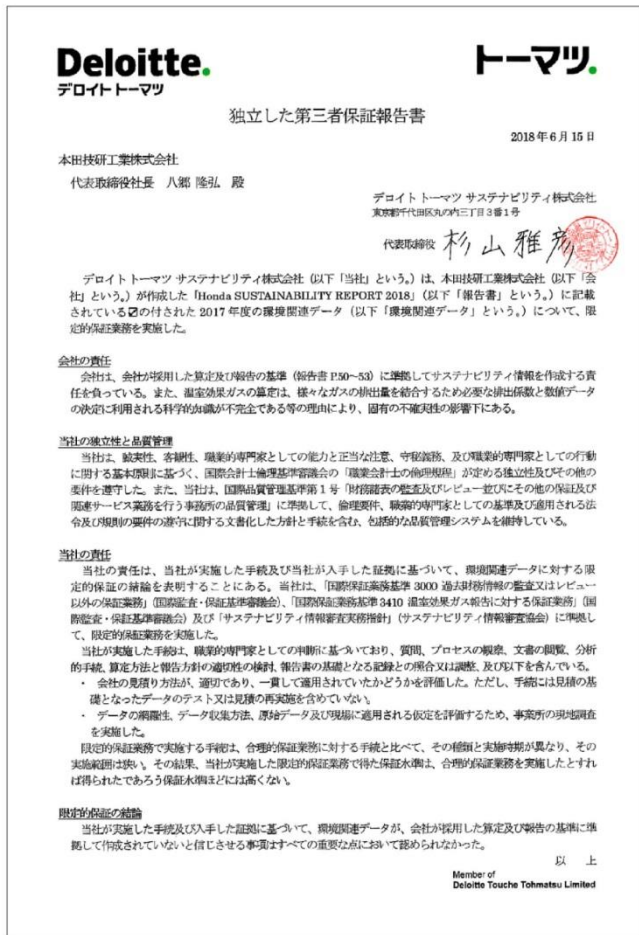 Deloitte.
デロイト トーマツ
トーマツ.
独立した第三者保証報告書
2018年6月15日
本田技研工業株式会社
代表取締役社長 八郷 隆弘 殿
デロイト トーマツ サステナビリティ株式会社
東京都千代田区丸の内三丁目3番1号
代表取締役 杉山雅彦
デロイト トーマツ サステナビリティ株式会社（以下「当社」という。）は、本田技研工業株式会社（以下「会
社」という。）が作成した「Honda SUSTAINABILITY REPORT 2018」（以下「報告書」という。）に記載
されている☑の付された2017年度の環境関連データ（以下「環境関連データ」という。）について、限
定的保証業務を実施した。
会社の責任
会社は、会社が採用した算定及び報告の基準（報告書P.50～53）に準拠してサステナビリティ情報を作成する責
任を負っている。また、温室効果ガスの算定は、様々なガスの排出量を結合するため必要な排出係数と数値データ
の決定に利用される科学的知識が不完全である等の理由により、固有の不確実性の影響下にある。
当社の独立性と品質管理
当社は、誠実性、客観性、職業的専門家としての能力と正当な注意、守秘義務、及び職業的専門家としての行動
に関する基本原則に基づく、国際会計士倫理基準審議会の「職業会計士の倫理規程」が定める独立性及びその他の
要件を遵守した。また、当社は、国際品質管理基準第1号「財務諸表の監査及びレビュー並びにその他の保証及び
関連サービス業務を行う事務所の品質管理」に準拠して、倫理要件、職業的専門家としての基準及び適用される法
令及び規則の要件の遵守に関する文書化した方針と手続を含む、包括的な品質管理システムを維持している。
当社の責任
当社の責任は、当社が実施した手続及び当社が入手した証拠に基づいて、環境関連データに対する限
定的保証の結論を表明することにある。当社は、「国際保証業務基準3000 過去財務情報の監査又はレビュー
以外の保証業務」（国際監査・保証基準審議会）、「国際保証業務基準3410 温室効果ガス報告に対する保証業務」（国
際監査・保証基準審議会）及び「サステナビリティ情報審査実務指針」（サステナビリティ情報審査協会）に準拠し
て、限定的保証業務を実施した。
当社が実施した手続は、職業的専門家としての判断に基づいており、質問、プロセスの観察、文書の閲覧、分析
的手続、算定方法と報告方針の適切性の検討、報告書の基礎となる記録との照合又は調整、及び以下を含んでいる。
・ 会社の見積り方法が、適切であり、一貫して適用されていたかどうかを評価した。ただし、手続には見積の基
礎となったデータのテスト又は見積の再実施を含めていない。
・ データの網羅性、データ収集方法、原始データ及び現場に適用される仮定を評価するため、事業所の現地調査
を実施した。
限定的保証業務で実施する手続は、合理的保証業務に対する手続と比べて、その種類と実施時期が異なり、その
実施範囲は狭い。その結果、当社が実施した限定的保証業務で得た保証水準は、合理的保証業務を実施したとすれ
ば得られたであろう保証水準ほどには高くない。
限定的保証の結論
当社が実施した手続及び入手した証拠に基づいて、環境関連データが、会社が採用した算定及び報告の基準に準
拠して作成されていないと信じさせる事項はすべての重要な点において認められなかった。
以 上
Member of
Deloitte Touche Tohmatsu Limited